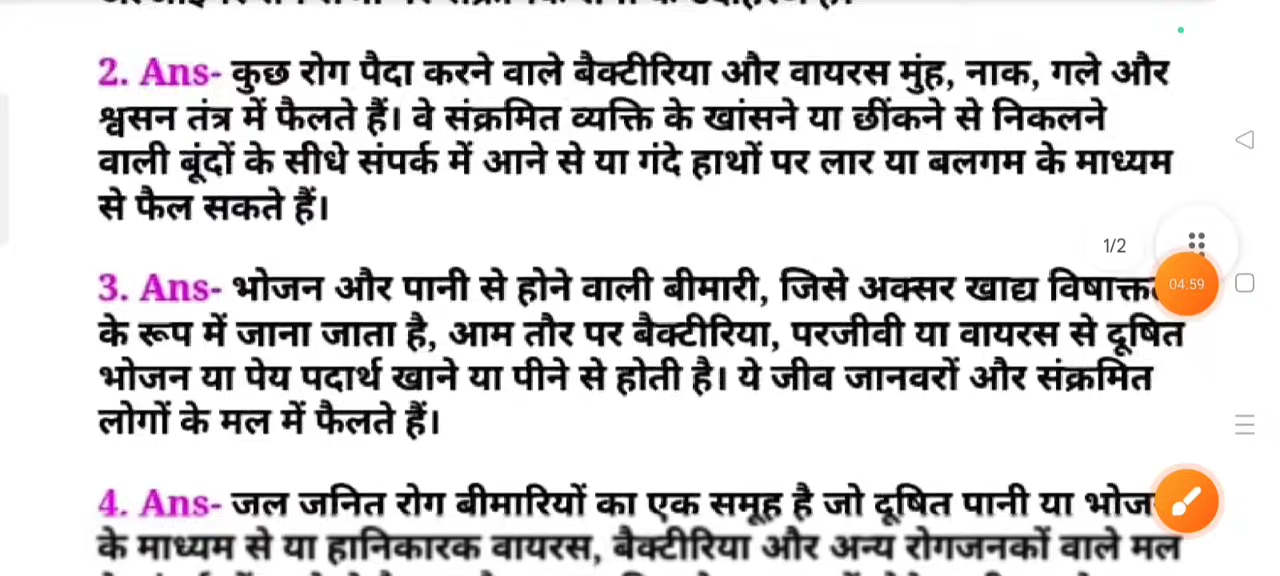 2. Ans- कुछ रोग पैदा करने वाले बैक्टीरिया और वायरस मुंह, नाक, गले और
श्वसन तंत्र में फैलते हैं। वे संक्रमित व्यक्ति के खांसने या छींकने से निकलने
वाली बूंदों के सीधे संपर्क में आने से या गंदे हाथों पर लार या बलगम के माध्यम
से फैल सकते हैं।
1/2
3. Ans- भोजन और पानी से होने वाली बीमारी, जिसे अक्सर खाद्य
04:59
के रूप में जाना जाता है, आम तौर पर बैक्टीरिया, परजीवी या वायरस से दूषित
भोजन या पेय पदार्थ खाने या पीने से होती है। ये जीव जानवरों और संक्रमित
लोगों के मल में फैलते हैं।
4. Ans- जल जनित रोग बीमारियों का एक समूह है जो दूषित पानी या
के माध्यम से या हानिकारक वायरस, बैक्टीरिया और अन्य रोगजनकों वाले मल